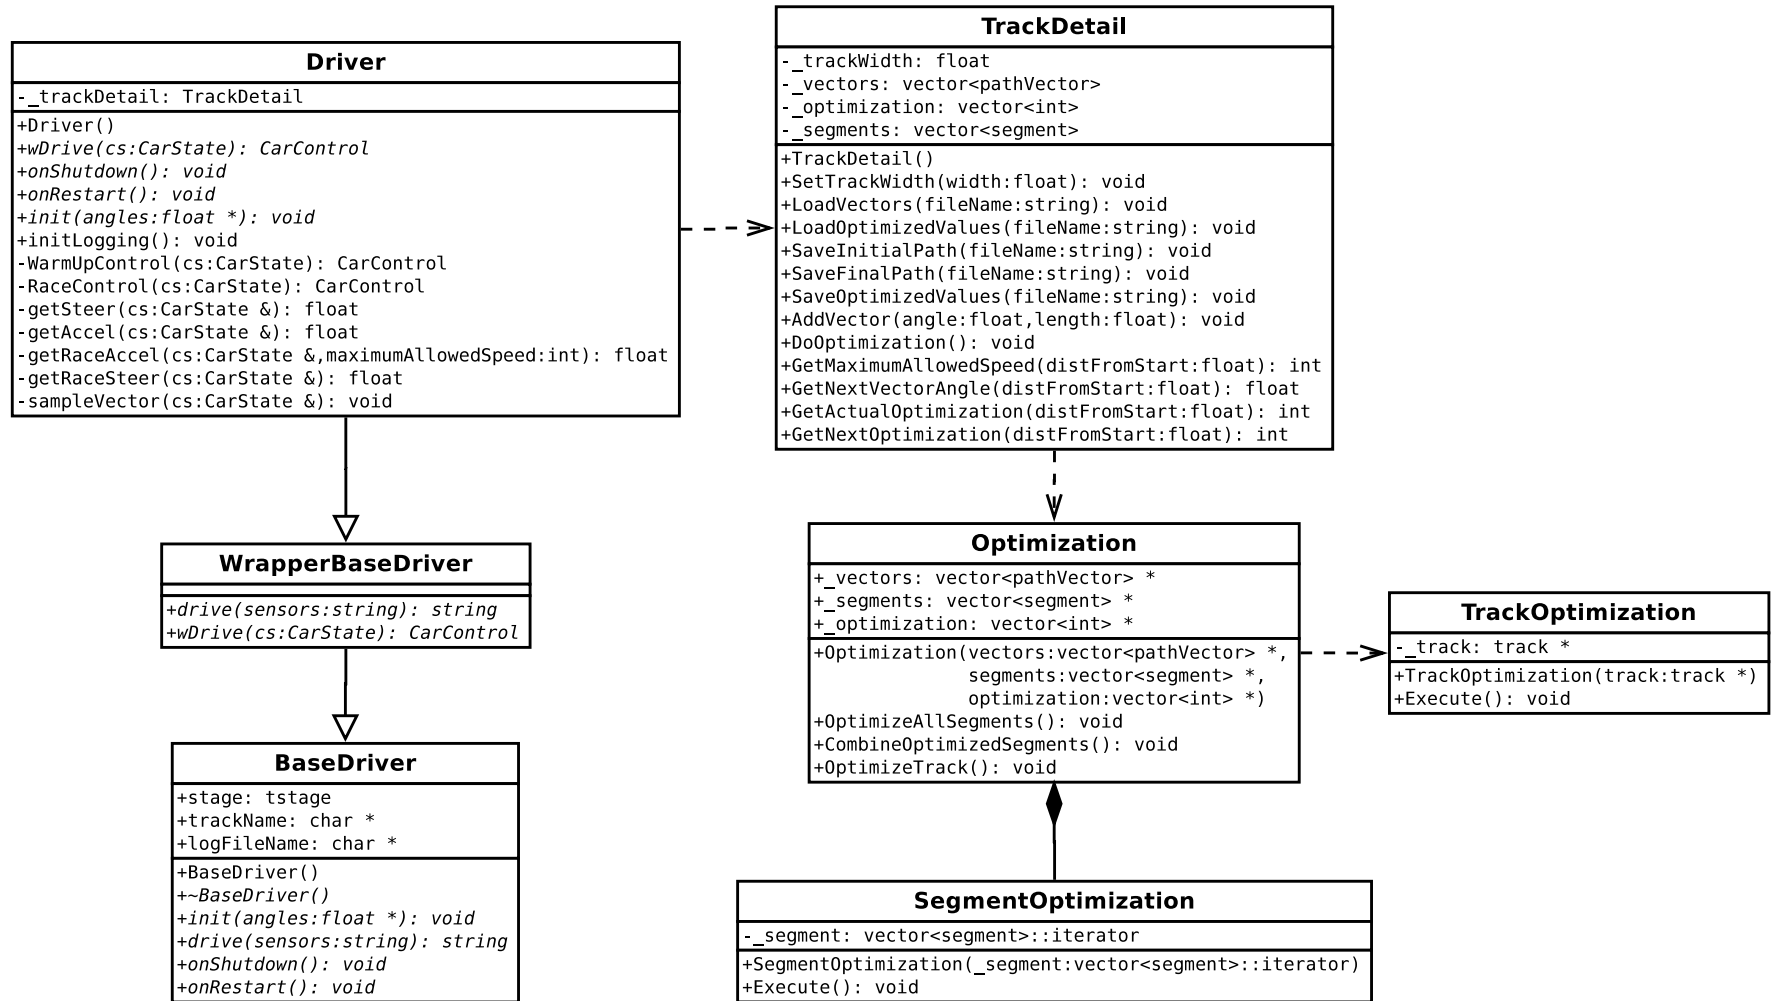 Driver
-_trackDetail: TrackDetail
+Driver()
+wDrive(cs:CarState): CarControl
+onShutdown(): void
+onRestart(): void
+init(angles:float *): void
+initLogging(): void
-WarmUpControl(cs:CarState): CarControl
-RaceControl(cs:CarState): CarControl
-getSteer(cs:CarState &): float
-getAccel(cs:CarState &): float
-getRaceAccel(cs:CarState &,maximumAllowedSpeed:int): float
-getRaceSteer(cs:CarState &): float
-sampleVector(cs:CarState &): void
TrackDetail
-_trackWidth: float
-_vectors: vector<pathVector>
-_optimization: vector<int>
-_segments: vector<segment>
+TrackDetail()
+SetTrackWidth(width:float): void
+LoadVectors(fileName:string): void
+LoadOptimizedValues(fileName:string): void
+SaveInitialPath(fileName:string): void
+SaveFinalPath(fileName:string): void
+SaveOptimizedValues(fileName:string): void
+AddVector(angle:float,length:float): void
+DoOptimization(): void
+GetMaximumAllowedSpeed(distFromStart:float): int
+GetNextVectorAngle(distFromStart:float): float
+GetActualOptimization(distFromStart:float): int
+GetNextOptimization(distFromStart:float): int
WrapperBaseDriver
+drive(sensors:string): string
+wDrive(cs:CarState): CarControl
Optimization
+_vectors: vector<pathVector> *
+_segments: vector<segment> *
+_optimization: vector<int> *
+Optimization(vectors:vector<pathVector> *,
segments:vector<segment> *,
optimization:vector<int> *)
+OptimizeAllSegments(): void
+CombineOptimizedSegments(): void
+OptimizeTrack(): void
TrackOptimization
-_track: track *
+TrackOptimization(track:track *)
+Execute(): void
BaseDriver
+stage: tstage
+trackName: char *
+logFileName: char *
+BaseDriver()
+~BaseDriver()
+init(angles:float *): void
+drive(sensors:string): string
+onShutdown(): void
+onRestart(): void
SegmentOptimization
-_segment: vector<segment>::iterator
+SegmentOptimization(_segment:vector<segment>::iterator)
+Execute(): void